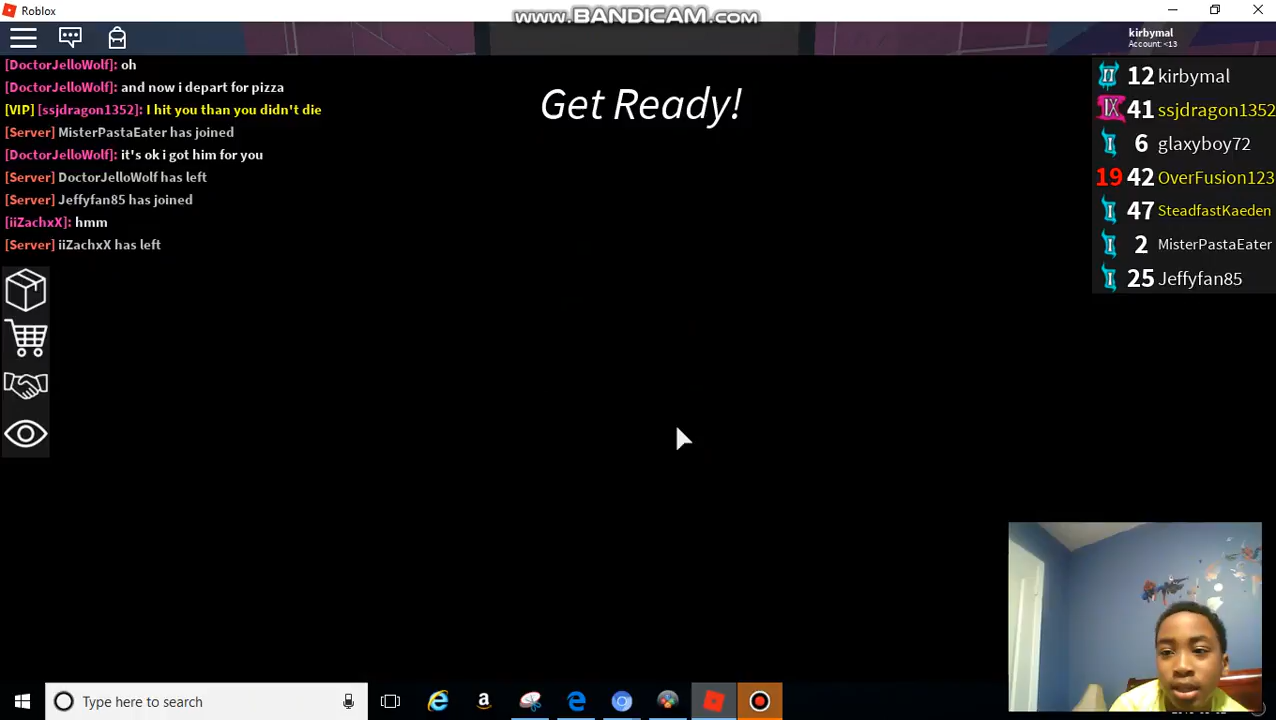 Roblox
www.BANDICAM.com
kirbymal
Account: <13
[DoctorJelloWolf]: oh
[DoctorJelloWolf]: and now i depart for pizza
[VIP] [ssjdragon1352]: I hit you than you didn't die
[Server] MisterPastaEater has joined
[DoctorJelloWolf]: it's ok i got him for you
[Server] DoctorJelloWolf has left
[Server] Jeffyfan85 has joined
[iiZachxX]: hmm
[Server] iiZachxX has left
Get Ready!
II 12 kirbymal
IX 41 ssjdragon1352
I 6 glaxyboy72
19 42 OverFusion123
I 47 SteadfastKaeden
I 2 MisterPastaEater
I 25 Jeffyfan85
Type here to search